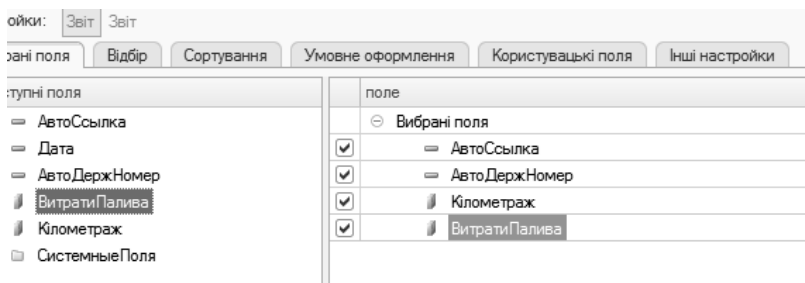 ойки: Звіт Звіт
рані поля Відбір Сортування Умовне оформлення Користувацькі поля Інші настройки
ступні поля поле
АвтоСсылка Вибрані поля
Дата АвтоСсылка
АвтоДержНомер АвтоДержНомер
ВитратиПалива Кілометраж
Кілометраж ВитратиПалива
СистемныеПоля